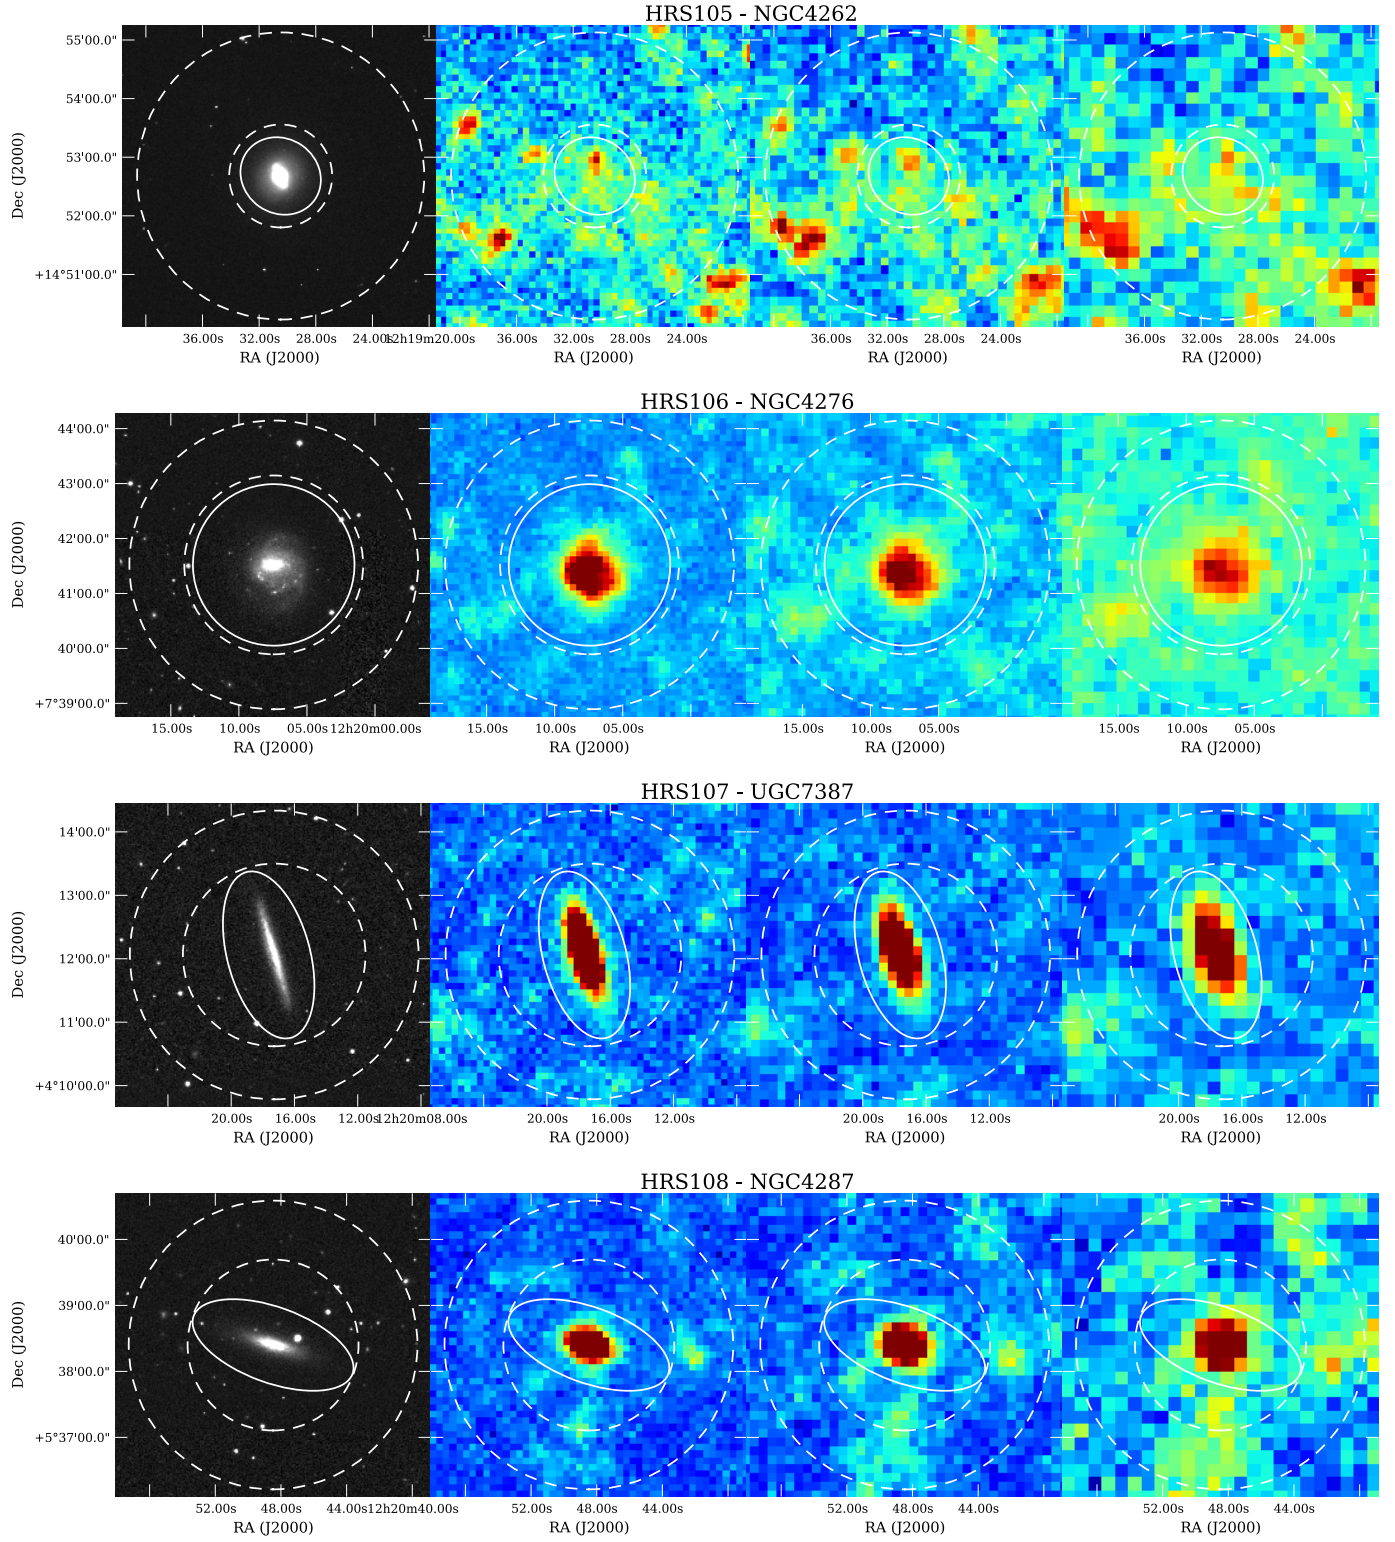 HRS105 - NGC4262
55'00.0"
54'00.0"
53'00.0"
52'00.0"
+14°51'00.0"
Dec (J2000)
36.00s 32.00s 28.00s 24.00s 12h19m20.00s 36.00s 32.00s 28.00s 24.00s 36.00s 32.00s 28.00s 24.00s 36.00s 32.00s 28.00s 24.00s
RA (J2000) RA (J2000) RA (J2000) RA (J2000)
HRS106 - NGC4276
44'00.0"
43'00.0"
42'00.0"
41'00.0"
40'00.0"
+7°39'00.0"
Dec (J2000)
15.00s 10.00s 05.00s 12h20m00.00s 15.00s 10.00s 05.00s 15.00s 10.00s 05.00s 15.00s 10.00s 05.00s
RA (J2000) RA (J2000) RA (J2000) RA (J2000)
HRS107 - UGC7387
14'00.0"
13'00.0"
12'00.0"
11'00.0"
+4°10'00.0"
Dec (J2000)
20.00s 16.00s 12.00s 12h20m08.00s 20.00s 16.00s 12.00s 20.00s 16.00s 12.00s 20.00s 16.00s 12.00s
RA (J2000) RA (J2000) RA (J2000) RA (J2000)
HRS108 - NGC4287
40'00.0"
39'00.0"
38'00.0"
+5°37'00.0"
Dec (J2000)
52.00s 48.00s 44.00s 12h20m40.00s 52.00s 48.00s 44.00s 52.00s 48.00s 44.00s 52.00s 48.00s 44.00s
RA (J2000) RA (J2000) RA (J2000) RA (J2000)